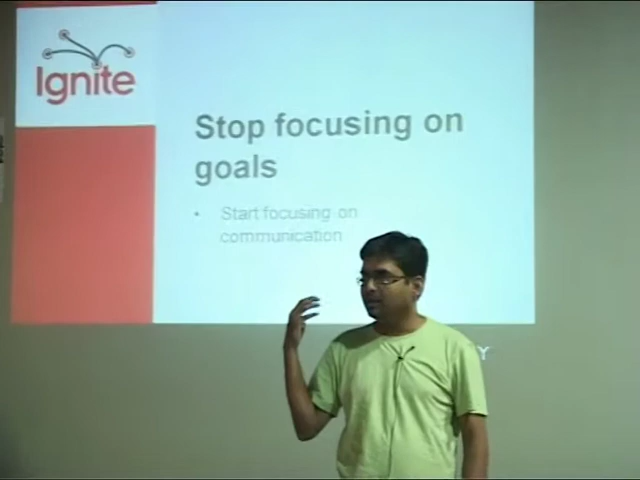 Ignite
Stop focusing on
goals
• Start focusing on
communication
Y